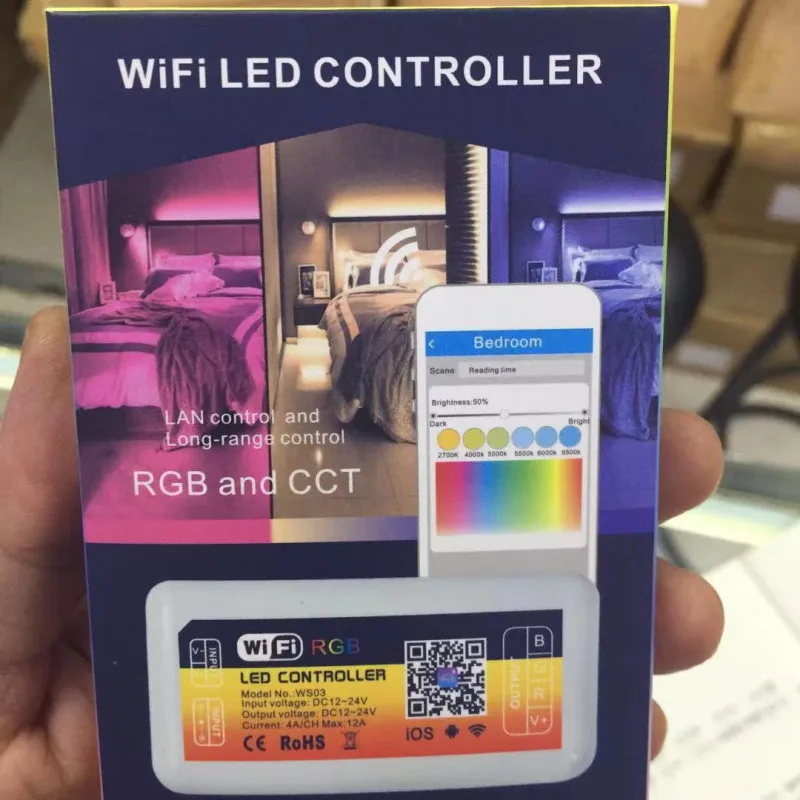 WiFi LED CONTROLLER
LAN control and
Long-range control
RGB and CCT
< Bedroom
Scene Reading time
Brightness:50%
Dark Bright
2700K 4000k 5000k 5500k 6000k 6500k
WiFi RGB
LED CONTROLLER
Model No.:WS03
Input voltage: DC12~24V
Output voltage: DC12~24V
Current: 4A/CH Max:12A
CE RoHS
iOS
V- INPUT
INPUT
OUTPUT
B
G
R
V+